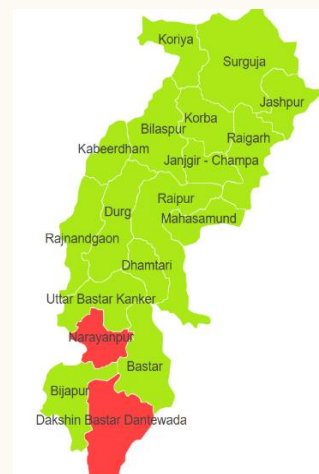 Koriya
Surguja
Jashpur
Korba
Bilaspur
Raigarh
Kabeerdham
Janjgir - Champa
Raipur
Durg
Mahasamund
Rajnandgaon
Dhamtari
Uttar Bastar Kanker
Narayanpur
Bastar
Bijapur
Dakshin Bastar Dantewada